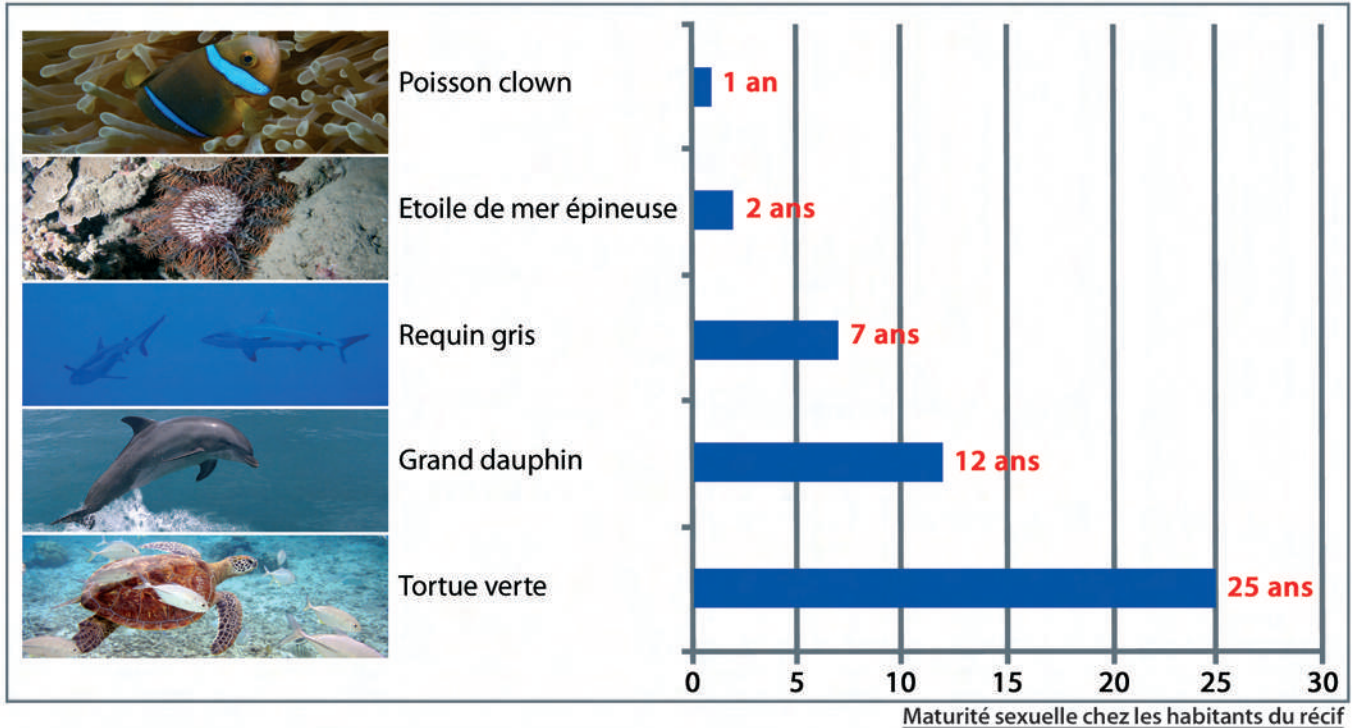 Poisson clown
1 an
Etoile de mer épineuse
2 ans
Requin gris
7 ans
Grand dauphin
12 ans
Tortue verte
25 ans
0 5 10 15 20 25 30
Maturité sexuelle chez les habitants du récif